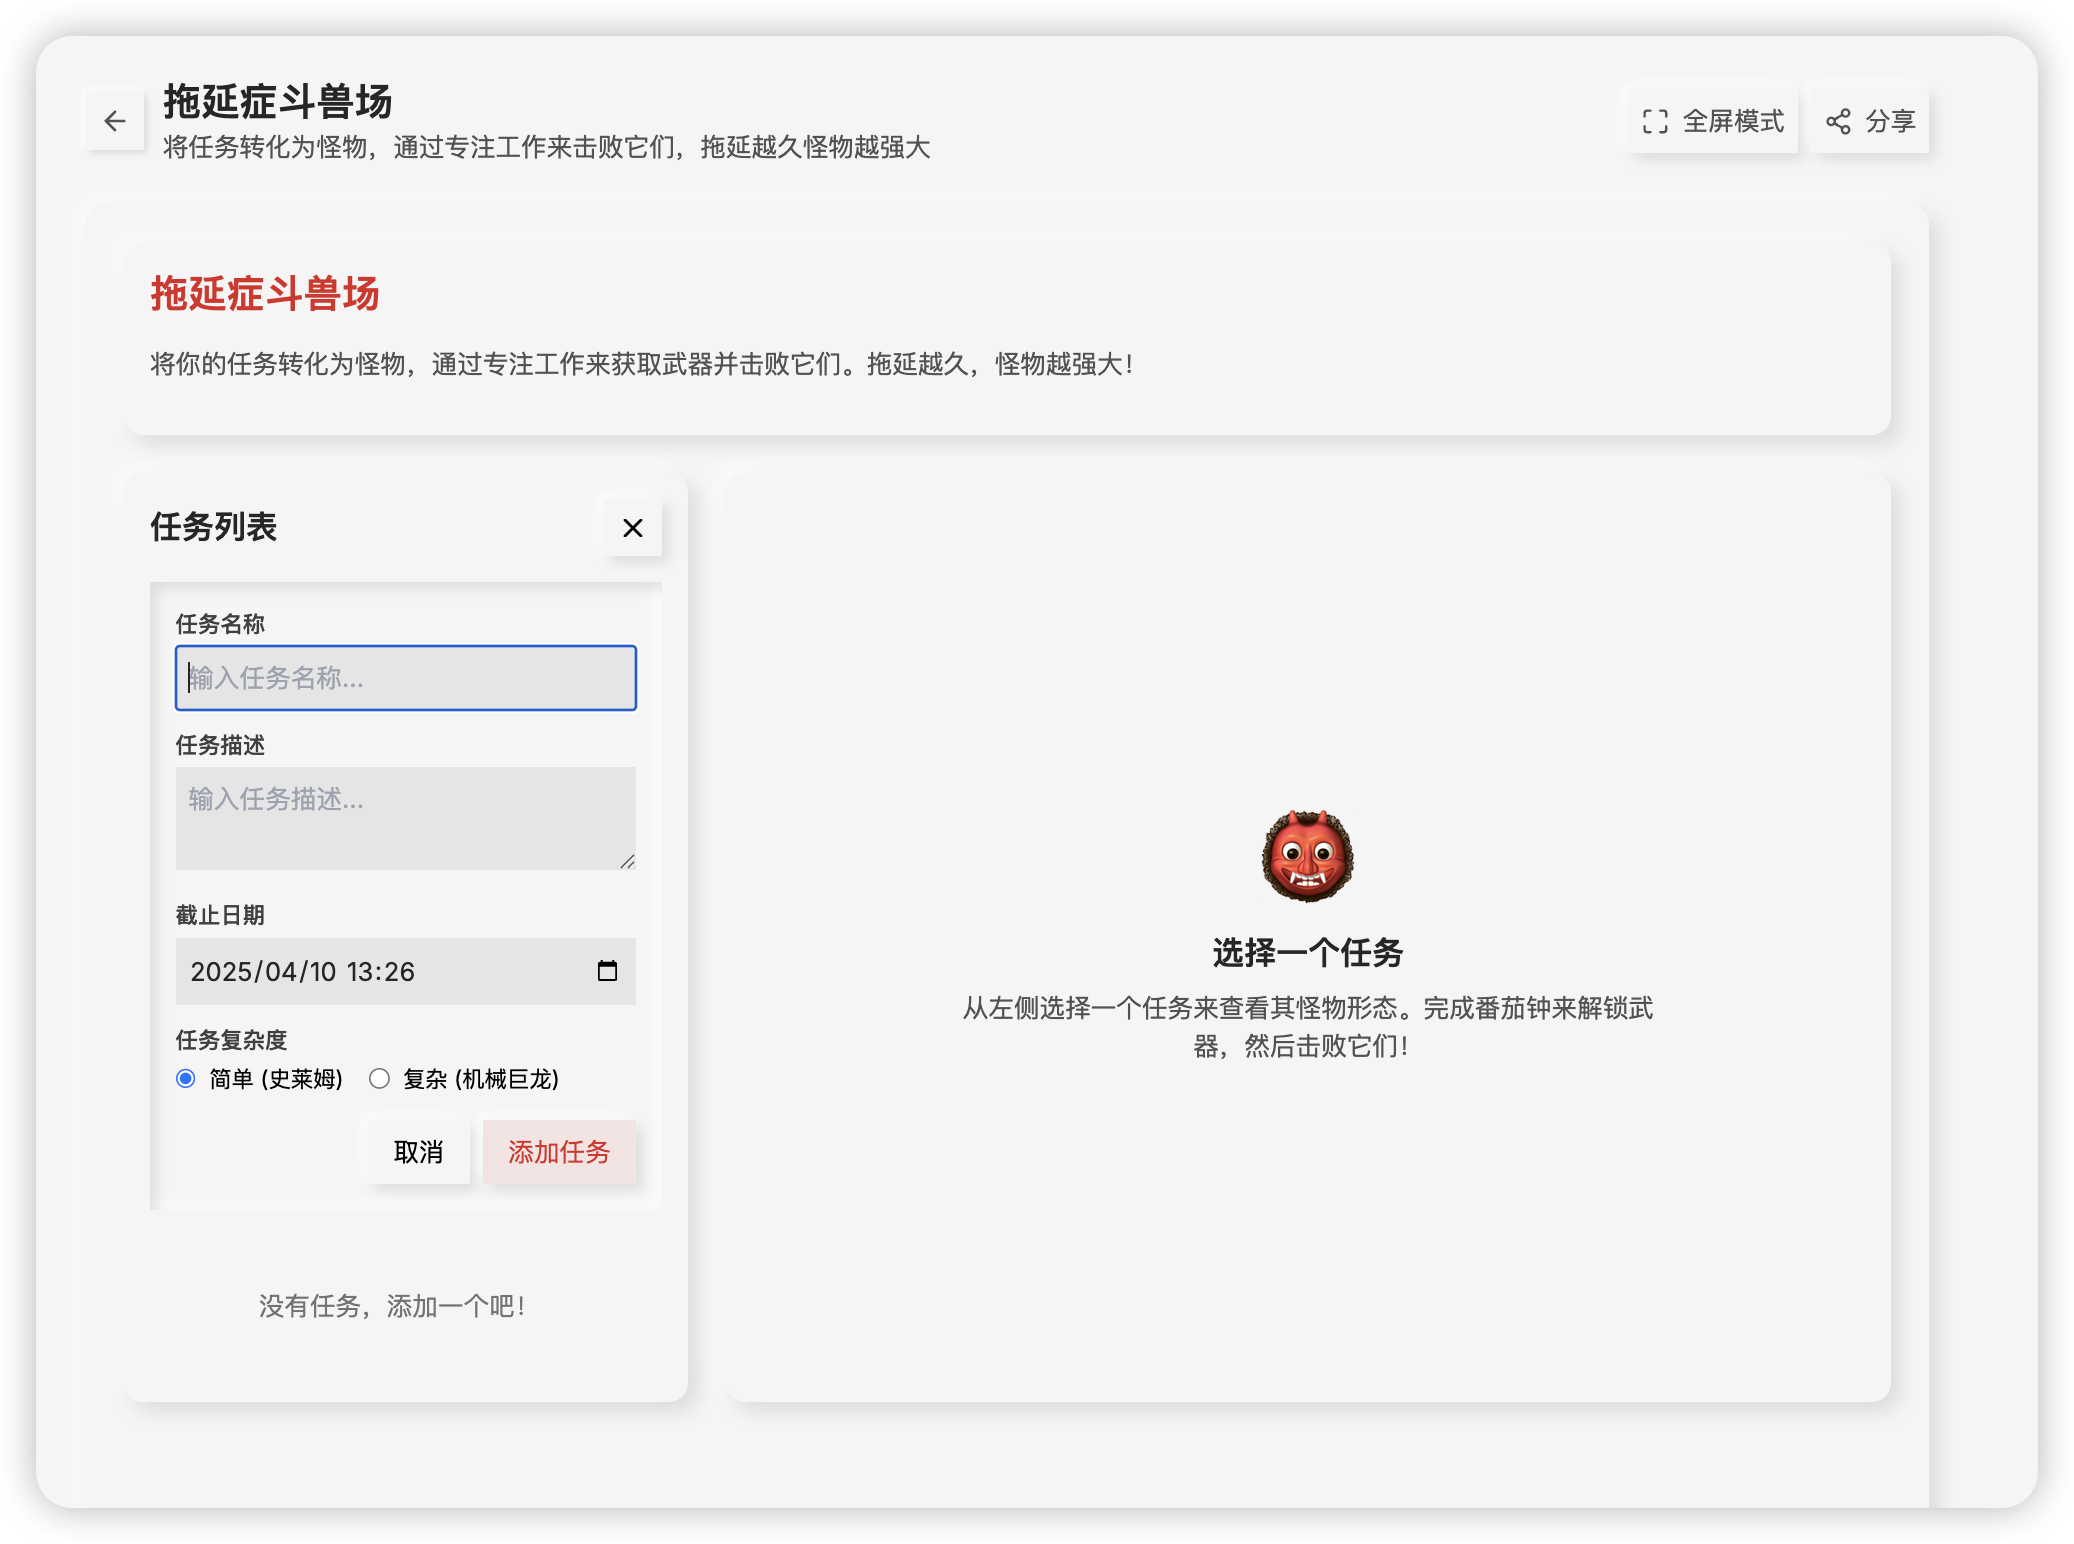 拖延症斗兽场
将任务转化为怪物，通过专注工作来击败它们，拖延越久怪物越强大
全屏模式
分享
拖延症斗兽场
将你的任务转化为怪物，通过专注工作来获取武器并击败它们。拖延越久，怪物越强大！
任务列表
任务名称
输入任务名称...
任务描述
输入任务描述...
截止日期
2025/04/10 13:26
任务复杂度
简单 (史莱姆)
复杂 (机械巨龙)
取消
添加任务
没有任务，添加一个吧！
选择一个任务
从左侧选择一个任务来查看其怪物形态。完成番茄钟来解锁武
器，然后击败它们！